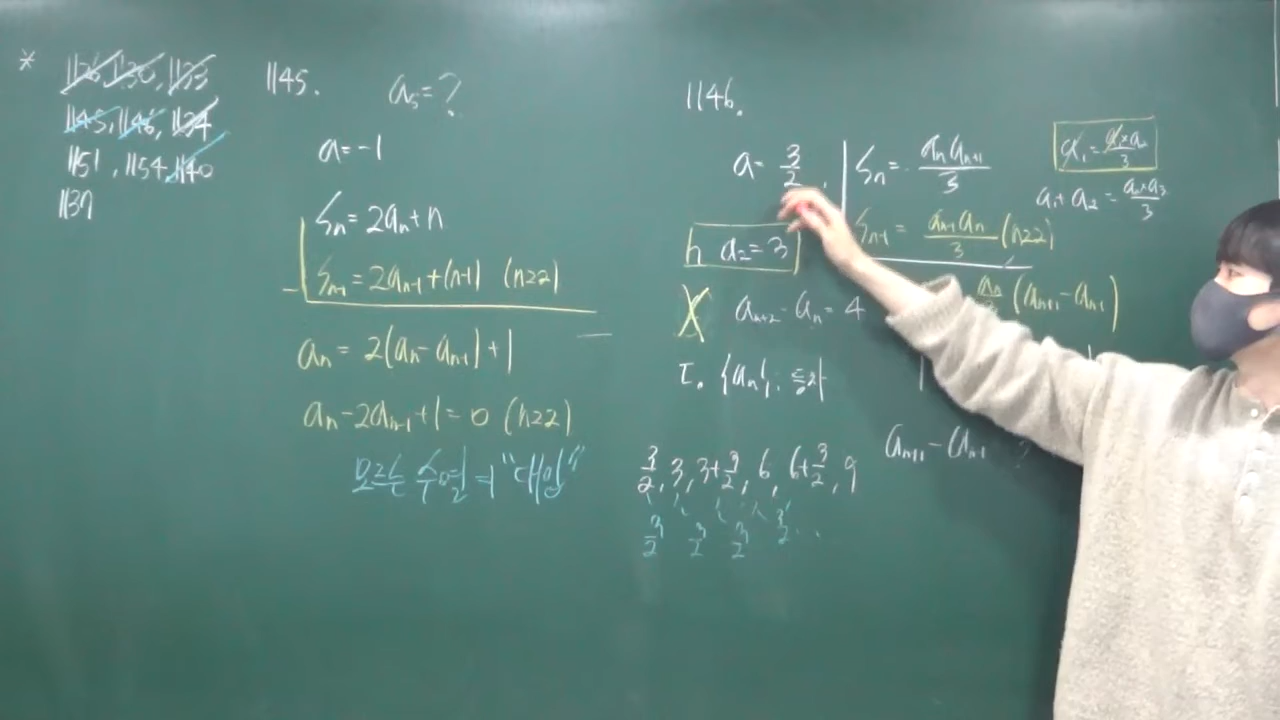 * 1126, 1130, 1133
1145, 1146, 1134
1151, 1154, 1140
1137
1145. a₅=?
a=-1
Sₙ=2aₙ+n
- Sₙ₋₁=2aₙ₋₁+(n-1) (n≥2)
aₙ=2(aₙ-aₙ₋₁)+1
aₙ-2aₙ₋₁+1=0 (n≥2)
모르는 수열="대입"
1146.
a=3/2, Sₙ=aₙaₙ₊₁/3
Sₙ₋₁=aₙ₋₁aₙ/3 (n≥2)
a₁=a₁×a₂/3
a₁+a₂=a₂×a₃/3
ㄱ a₂=3
X aₙ₊₂-aₙ=4
(aₙ₊₁-aₙ₋₁)
ㄷ. {aₙ}: 등차
aₙ₊₁-aₙ₋₁ ?
3/2, 3, 3+3/2, 6, 6+3/2, 9
3/2 3/2 3/2 3/2 ...